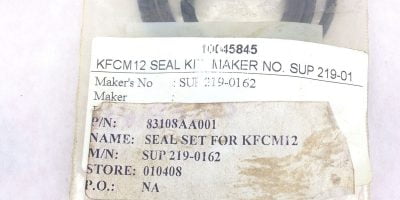 10045845
KFCM12 SEAL KIT MAKER NO. SUP 219-01
Maker's No : SUP 219-0162
Maker :
P/N: 83108AA001
NAME: SEAL SET FOR KFCM12
M/N: SUP 219-0162
STORE: 010408
P.O.: NA